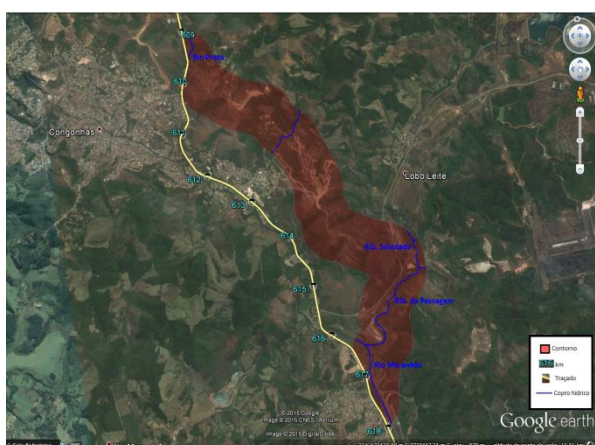 609
Rio Preto
610
611
Congonhas
612
Lobo Leite
613
614
Rib. Soledade
615
Rib. da Passagem
616
Rio Maranhão
617
618
Contorno
km
Traçado
Copro hídrico
© 2015 Google
Image © 2015 CNES / Astrium
Image © 2015 DigitalGlobe
Google earth